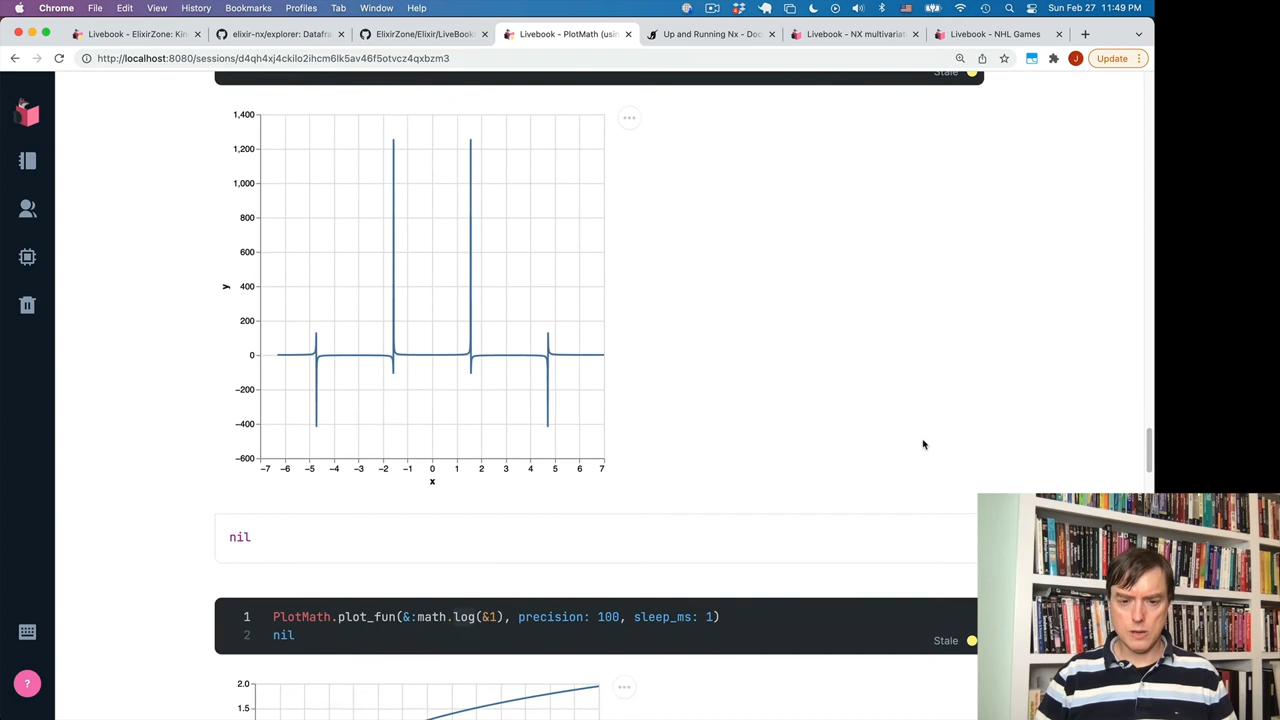 Chrome File Edit View History Bookmarks Profiles Tab Window Help Sun Feb 27 11:49 PM
Livebook - ElixirZone: Kin
elixir-nx/explorer: Datafra
ElixirZone/Elixir/LiveBook
Livebook - PlotMath (usin
Up and Running Nx - Doc
Livebook - NX multivariat
Livebook - NHL Games
http://localhost:8080/sessions/d4qh4xj4ckilo2ihcm6lk5av46f5otvcz4qxbzm3
J
Update
Stale
1,400
1,200
1,000
800
600
400
200
0
−200
−400
−600
y
−7 −6 −5 −4 −3 −2 −1 0 1 2 3 4 5 6 7
x
nil
1 PlotMath.plot_fun(&:math.log(&1), precision: 100, sleep_ms: 1)
2 nil
Stale
2.0
1.5
?